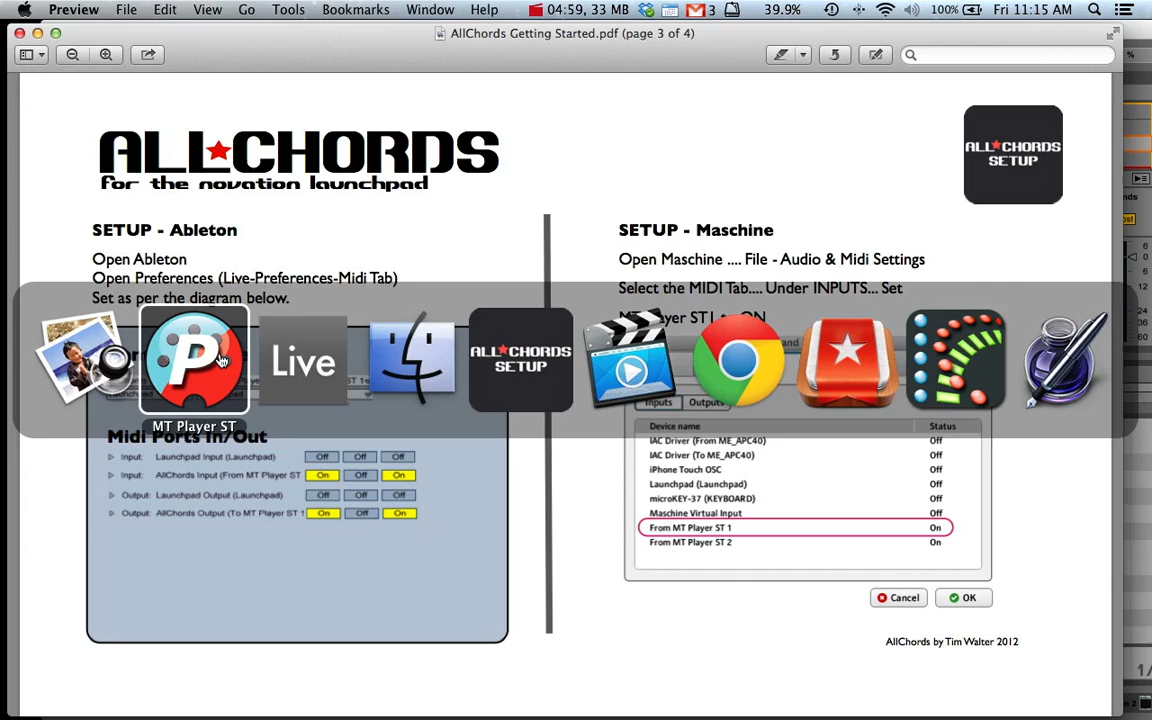 Preview File Edit View Go Tools Bookmarks Window Help 04:59, 33 MB 3 39.9% 100% Fri 11:15 AM
AllChords Getting Started.pdf (page 3 of 4)
ALL★CHORDS
for the novation launchpad
ALL★CHORDS
SETUP
SETUP - Ableton
Open Ableton
Open Preferences (Live-Preferences-Midi Tab)
Set as per the diagram below.
SETUP - Maschine
Open Maschine .... File - Audio & Midi Settings
Select the MIDI Tab.... Under INPUTS... Set
ON
P
Live
ALL★CHORDS
SETUP
MT Player ST
Midi Ports In/Out
Input: Launchpad Input (Launchpad) Off Off Off
Input: AllChords Input (From MT Player ST On Off On
Output: Launchpad Output (Launchpad) Off Off Off
Output: AllChords Output (To MT Player ST 1 On Off On
Inputs Outputs
Device name Status
IAC Driver (From ME_APC40) Off
IAC Driver (To ME_APC40) Off
iPhone Touch OSC Off
Launchpad (Launchpad) Off
microKEY-37 (KEYBOARD) Off
Maschine Virtual Input Off
From MT Player ST 1 On
From MT Player ST 2 On
Cancel OK
AllChords by Tim Walter 2012